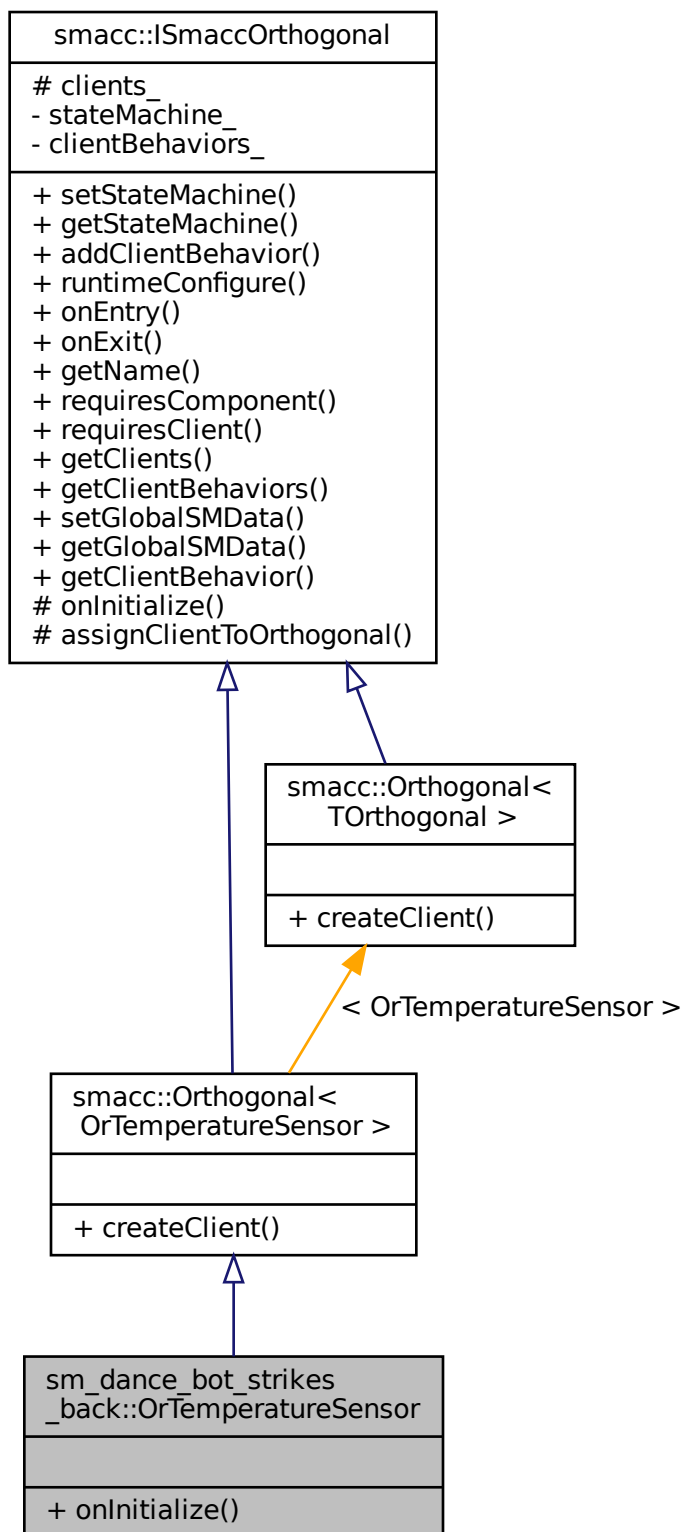 smacc::ISmaccOrthogonal
# clients_
- stateMachine_
- clientBehaviors_
+ setStateMachine()
+ getStateMachine()
+ addClientBehavior()
+ runtimeConfigure()
+ onEntry()
+ onExit()
+ getName()
+ requiresComponent()
+ requiresClient()
+ getClients()
+ getClientBehaviors()
+ setGlobalSMData()
+ getGlobalSMData()
+ getClientBehavior()
# onInitialize()
# assignClientToOrthogonal()
smacc::Orthogonal<
TOrthogonal >
+ createClient()
< OrTemperatureSensor >
smacc::Orthogonal<
OrTemperatureSensor >
+ createClient()
sm_dance_bot_strikes
_back::OrTemperatureSensor
+ onInitialize()